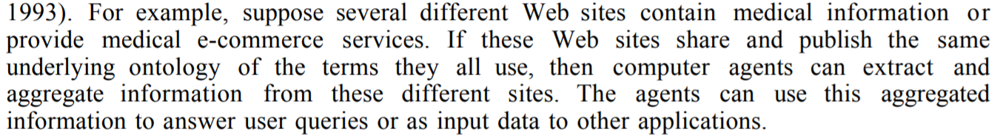 1993). For example, suppose several different Web sites contain medical information or
provide medical e-commerce services. If these Web sites share and publish the same
underlying ontology of the terms they all use, then computer agents can extract and
aggregate information from these different sites. The agents can use this aggregated
information to answer user queries or as input data to other applications.